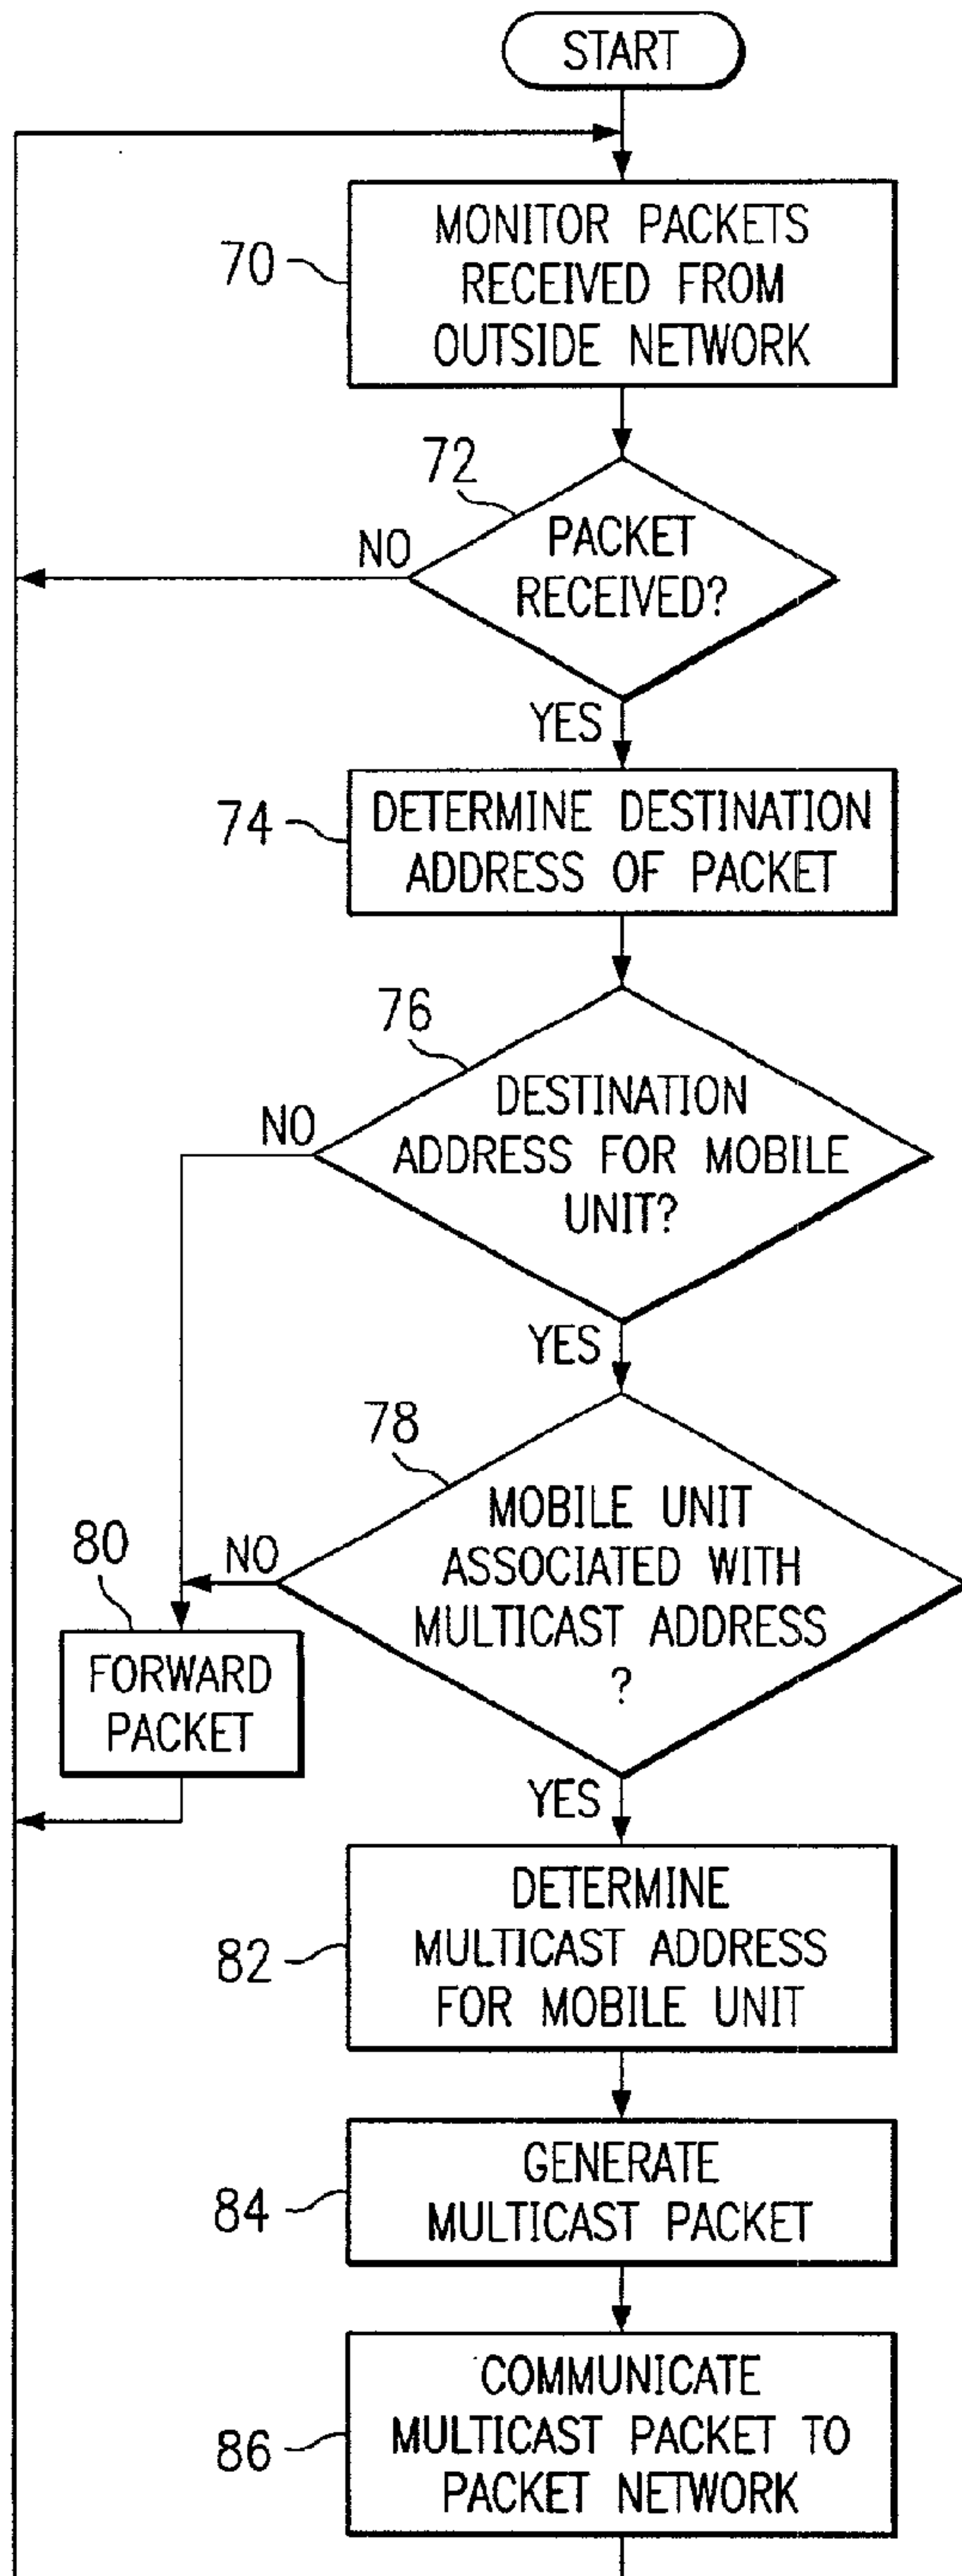 START
70
MONITOR PACKETS
RECEIVED FROM
OUTSIDE NETWORK
72
NO
PACKET
RECEIVED?
YES
74
DETERMINE DESTINATION
ADDRESS OF PACKET
76
NO
DESTINATION
ADDRESS FOR MOBILE
UNIT?
YES
78
80
NO
MOBILE UNIT
ASSOCIATED WITH
MULTICAST ADDRESS
?
FORWARD
PACKET
YES
82
DETERMINE
MULTICAST ADDRESS
FOR MOBILE UNIT
84
GENERATE
MULTICAST PACKET
86
COMMUNICATE
MULTICAST PACKET TO
PACKET NETWORK